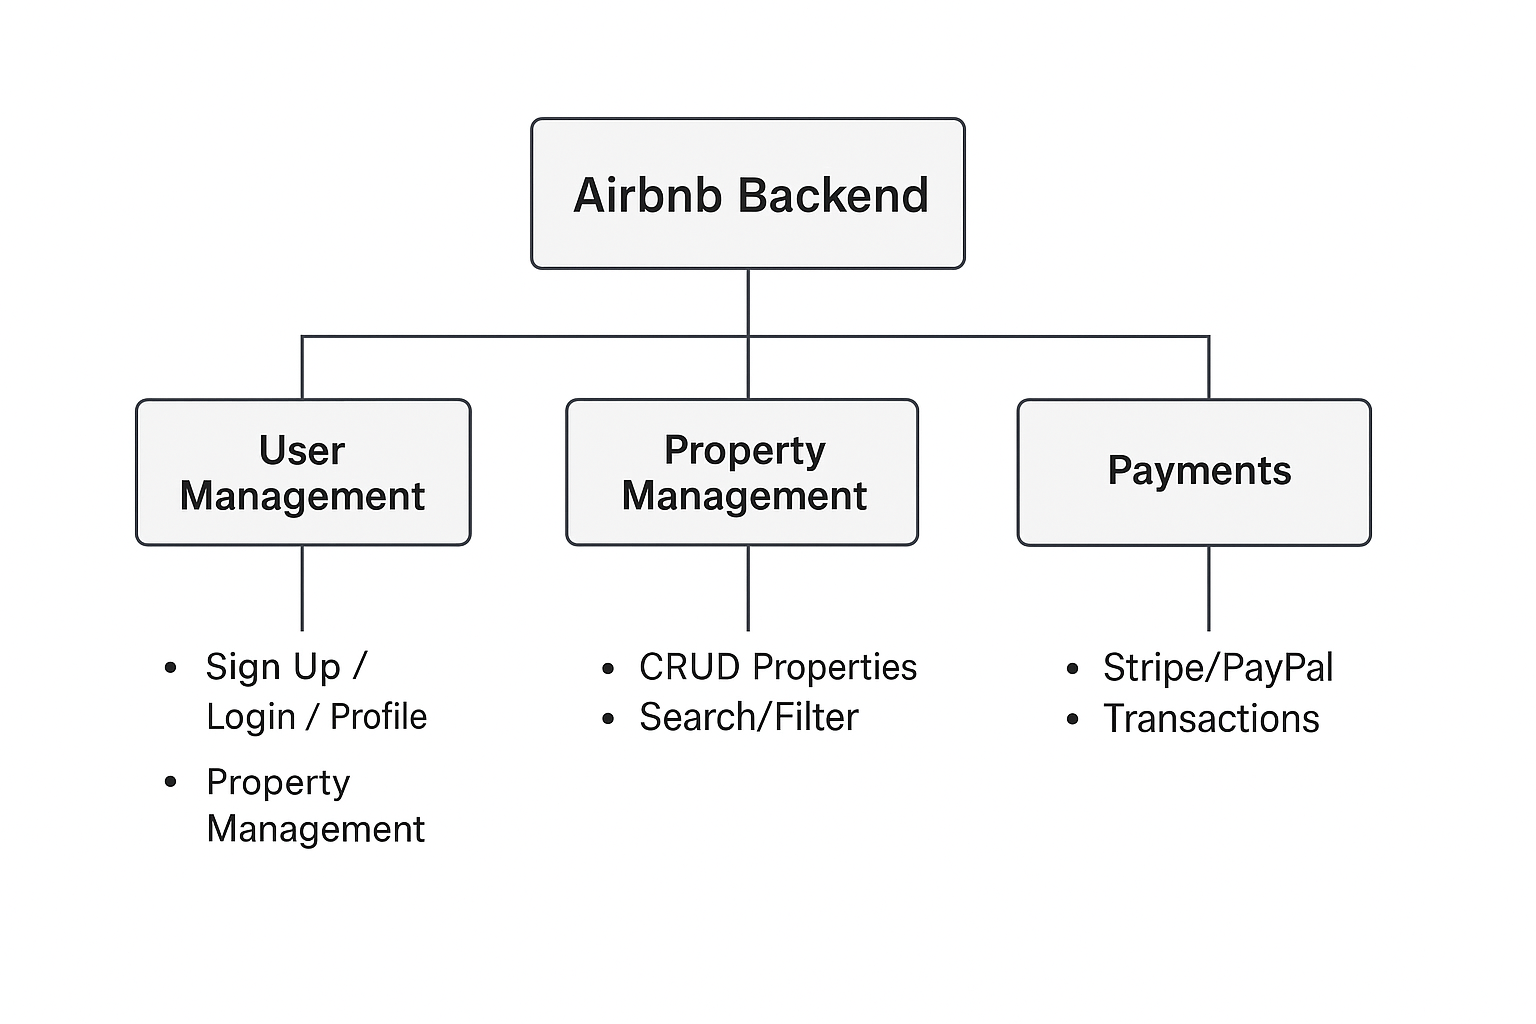 Airbnb Backend
User
Management
Property
Management
Payments
• Sign Up /
Login / Profile
• Property
Management
• CRUD Properties
• Search/Filter
• Stripe/PayPal
• Transactions